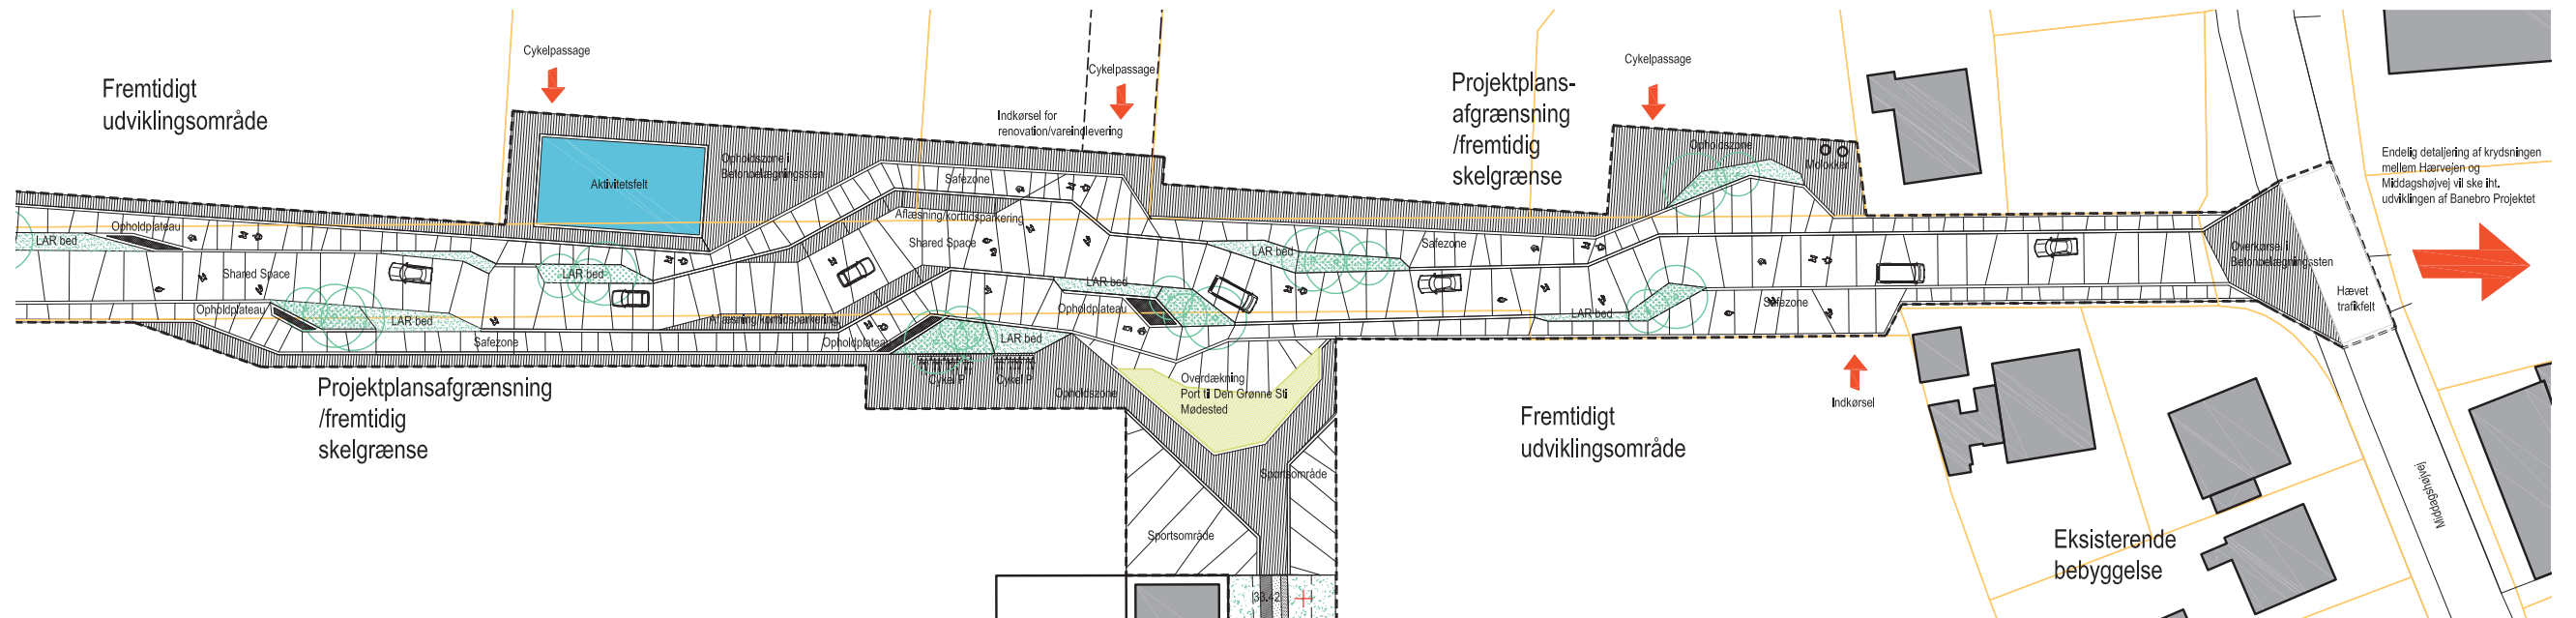 Fremtidigt
udviklingsområde
Cykelpassage
Cykelpassage
Indkørsel for
renovation/vareindlevering
Projektplans-
afgrænsning
/fremtidig
skelgrænse
Cykelpassage
Opholdszone
Molokker
Endelig detaljering af krydsningen
mellem Hærvejen og
Middagshøjvej vil ske iht.
udviklingen af Banebro Projektet
Aktivitetsfelt
Opholdszone i
Betonbelægningssten
Safezone
Aflæsning/korttidsparkering
Shared Space
Opholdplateau
LAR bed
Shared Space
LAR bed
LAR bed
Safezone
Overkørsel i
Betonbelægningssten
Hævet
trafikfelt
Opholdplateau
LAR bed
Safezone
Aflæsning/korttidsparkering
Opholdplateau
LAR bed
Opholdplateau
LAR bed
LAR bed
Safezone
Cykel P
Cykel P
Opholdszone
Overdækning
Port til Den Grønne Sti
Mødested
Indkørsel
Projektplansafgrænsning
/fremtidig
skelgrænse
Fremtidigt
udviklingsområde
Sportsområde
Sportsområde
Middagshøjvej
Eksisterende
bebyggelse
33.42